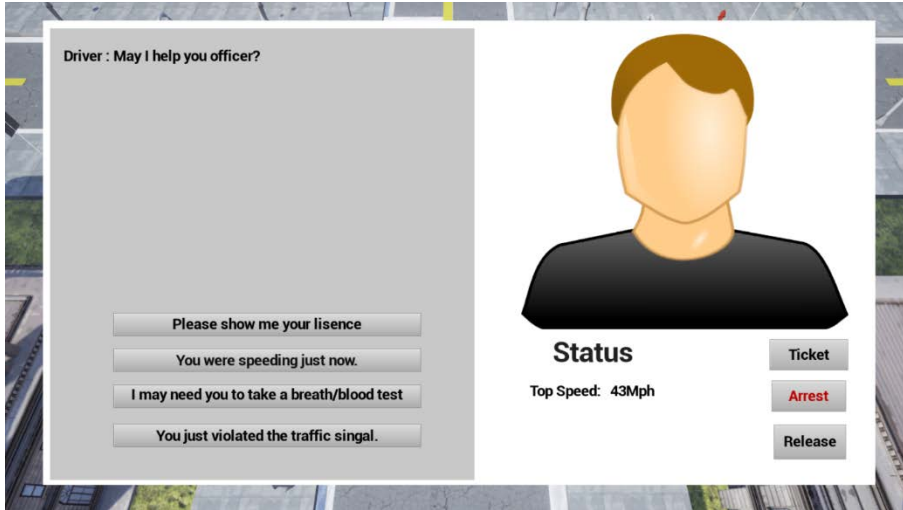 Driver : May I help you officer?
Please show me your lisence
You were speeding just now.
I may need you to take a breath/blood test
You just violated the traffic singal.
Status
Top Speed: 43Mph
Ticket
Arrest
Release